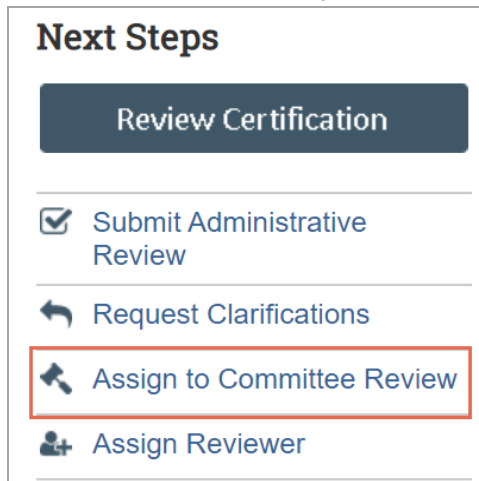 Next Steps
Review Certification
Submit Administrative
Review
Request Clarifications
Assign to Committee Review
Assign Reviewer